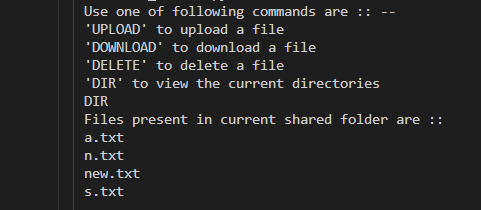 Use one of following commands are :: --
'UPLOAD' to upload a file
'DOWNLOAD' to download a file
'DELETE' to delete a file
'DIR' to view the current directories
DIR
Files present in current shared folder are ::
a.txt
n.txt
new.txt
s.txt